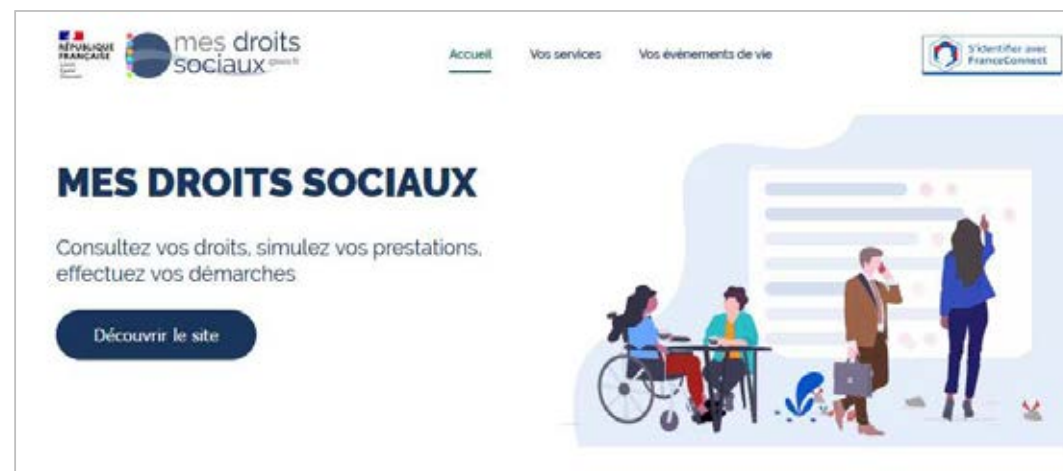 RÉPUBLIQUE
FRANÇAISE
mes droits
sociaux
Accueil
Vos services
Vos événements de vie
S'identifier avec
FranceConnect
MES DROITS SOCIAUX
Consultez vos droits, simulez vos prestations,
effectuez vos démarches
Découvrir le site